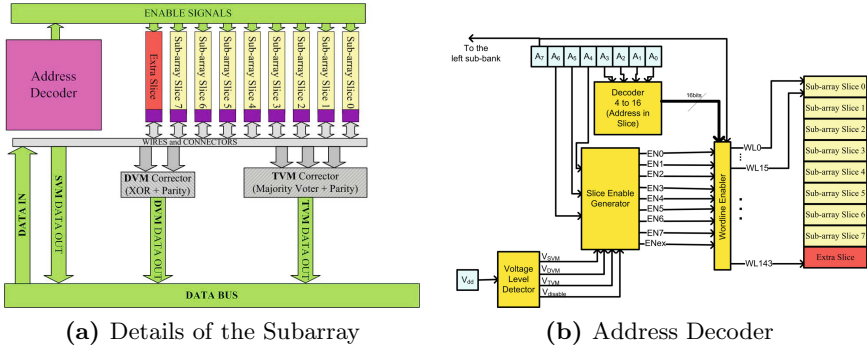 ENABLE SIGNALS
Address
Decoder
Extra Slice
Sub-array Slice 7
Sub-array Slice 6
Sub-array Slice 5
Sub-array Slice 4
Sub-array Slice 3
Sub-array Slice 2
Sub-array Slice 1
Sub-array Slice 0
WIRES and CONNECTORS
DATA IN
SVM DATA OUT
DVM Corrector
(XOR + Parity)
TVM Corrector
(Majority Voter + Parity)
DVM DATA OUT
TVM DATA OUT
DATA BUS
(a) Details of the Subarray
To the
left sub-bank
A7 A6 A5 A4 A3 A2 A1 A0
Decoder
4 to 16
(Address in
Slice)
16bits
Slice Enable
Generator
EN0
EN1
EN2
EN3
EN4
EN5
EN6
EN7
ENex
Wordline Enabler
WL0
...
WL15
WL143
Sub-array Slice 0
Sub-array Slice 1
Sub-array Slice 2
Sub-array Slice 3
Sub-array Slice 4
Sub-array Slice 5
Sub-array Slice 6
Sub-array Slice 7
Extra Slice
Vdd
Voltage
Level
Detector
VSVM
VDVM
VTVM
Vdisable
(b) Address Decoder